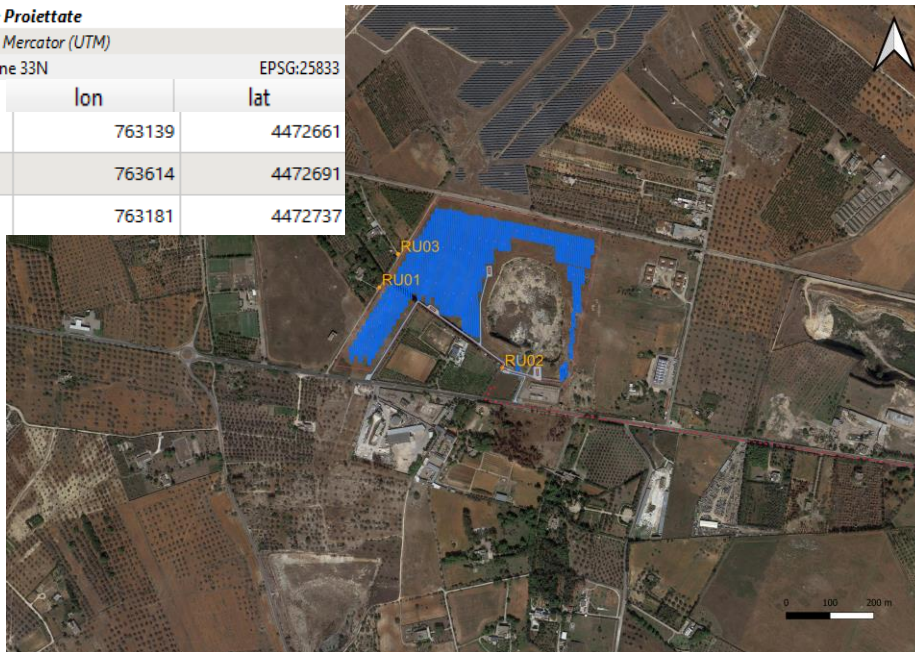 Proiettate
Mercator (UTM)
ne 33N EPSG:25833
lon lat
763139 4472661
763614 4472691
763181 4472737
RU03
RU01
RU02
0 100 200 m